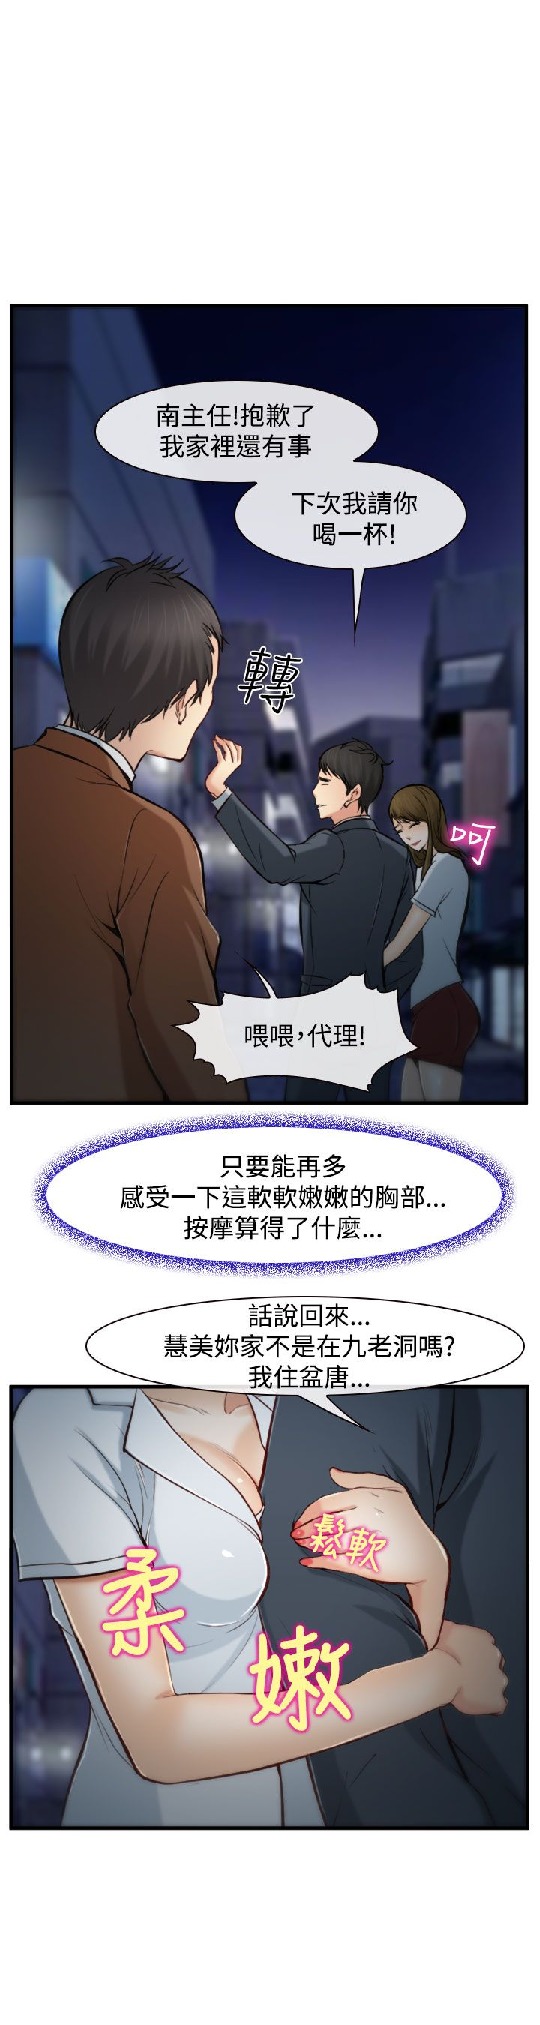 南主任!抱歉了
我家裡還有事
下次我請你
喝一杯!
轉
呵
喂喂,代理!
只要能再多
感受一下這軟軟嫩嫩的胸部...
按摩算得了什麼...
話說回來...
慧美妳家不是在九老洞嗎?
我住盆唐...
鬆軟
柔
嫩